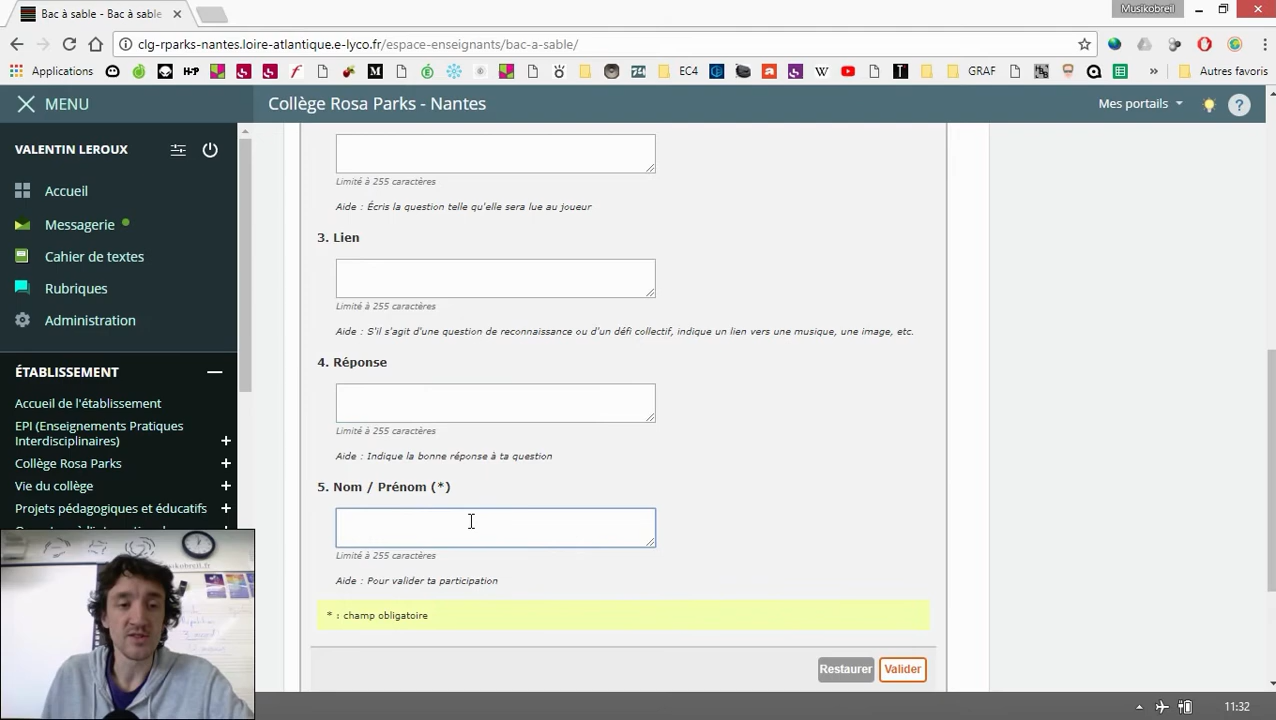 Bac à sable - Bac à sable
Musikobreil
clg-rparks-nantes.loire-atlantique.e-lyco.fr/espace-enseignants/bac-a-sable/
Applications
EC4
GRAF
Autres favoris
MENU
Collège Rosa Parks - Nantes
Mes portails
VALENTIN LEROUX
Accueil
Messagerie
Cahier de textes
Rubriques
Administration
ÉTABLISSEMENT
Accueil de l'établissement
EPI (Enseignements Pratiques
Interdisciplinaires)
Collège Rosa Parks
Vie du collège
Projets pédagogiques et éducatifs
Limité à 255 caractères
Aide : Écris la question telle qu'elle sera lue au joueur
3. Lien
Limité à 255 caractères
Aide : S'il s'agit d'une question de reconnaissance ou d'un défi collectif, indique un lien vers une musique, une image, etc.
4. Réponse
Limité à 255 caractères
Aide : Indique la bonne réponse à ta question
5. Nom / Prénom (*)
Limité à 255 caractères
Aide : Pour valider ta participation
* : champ obligatoire
Restaurer
Valider
11:32